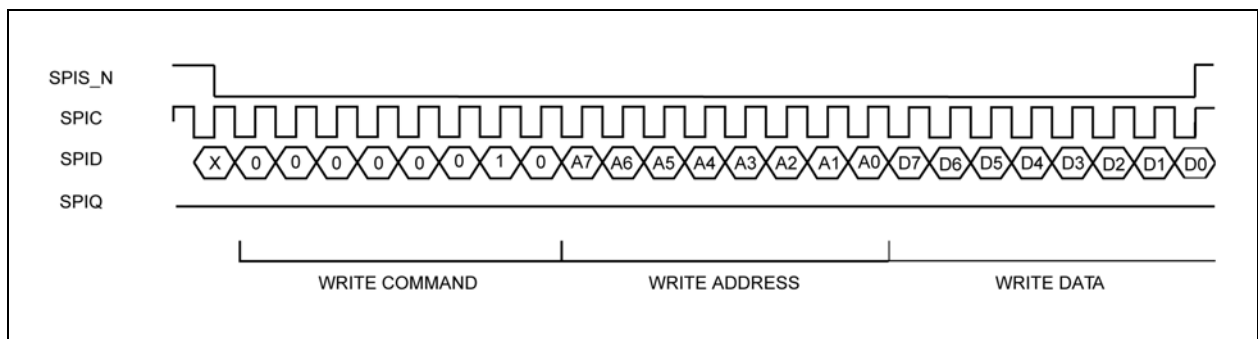 SPIS_N
SPIC
SPID X 0 0 0 0 0 0 1 0 A7 A6 A5 A4 A3 A2 A1 A0 D7 D6 D5 D4 D3 D2 D1 D0
SPIQ
WRITE COMMAND WRITE ADDRESS WRITE DATA